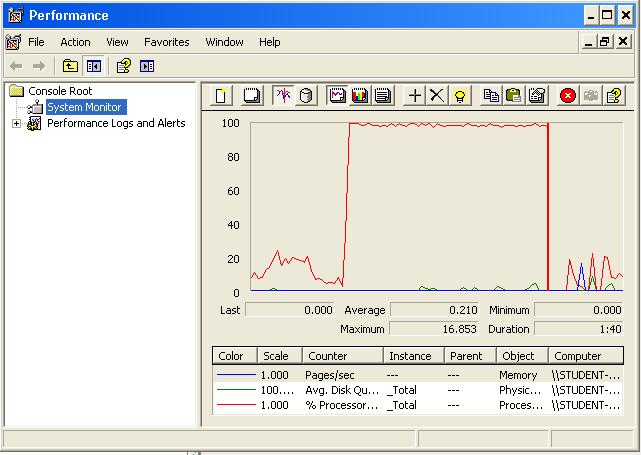 Performance
File Action View Favorites Window Help
Console Root
System Monitor
Performance Logs and Alerts
100
80
60
40
20
0
Last 0.000 Average 0.210 Minimum 0.000
Maximum 16.853 Duration 1:40
Color Scale Counter Instance Parent Object Computer
1.000 Pages/sec --- --- Memory \\STUDENT-...
100.... Avg. Disk Qu... _Total --- Physic... \\STUDENT-...
1.000 % Processor... _Total --- Proces... \\STUDENT-...